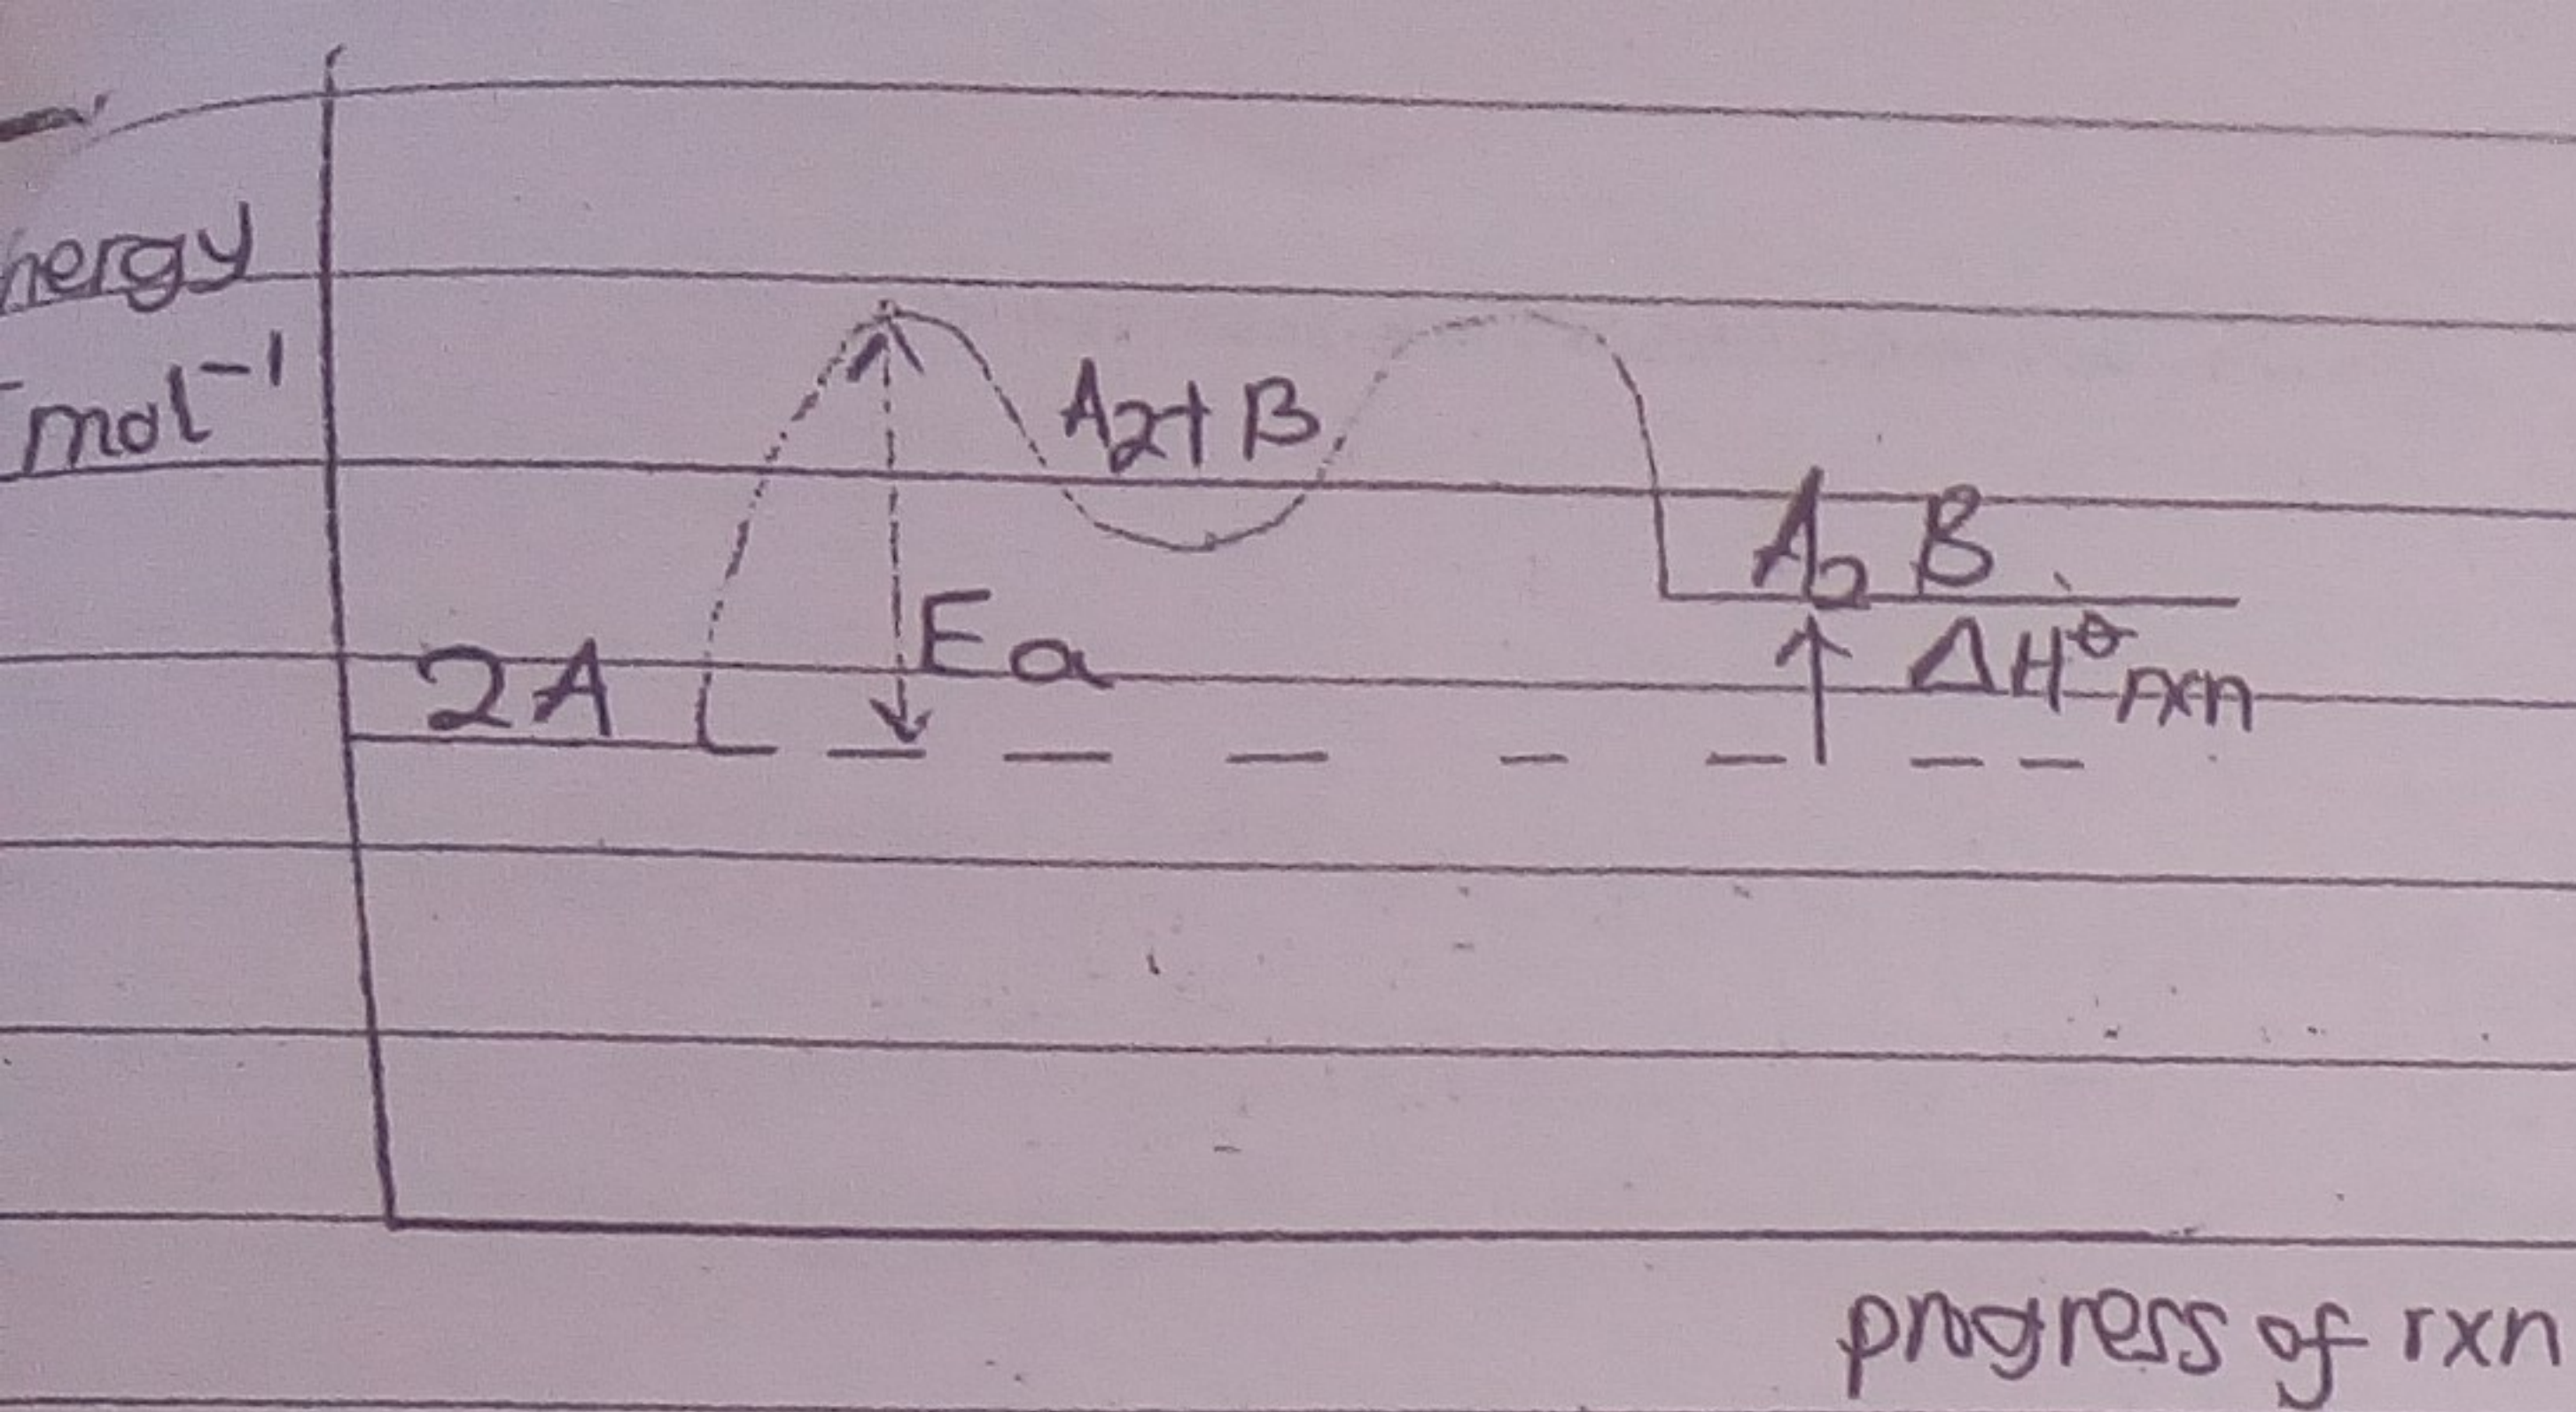 nergy
mol⁻¹
A₂+B
A₂B
Ea
2A
ΔH^θ rxn
progress of rxn